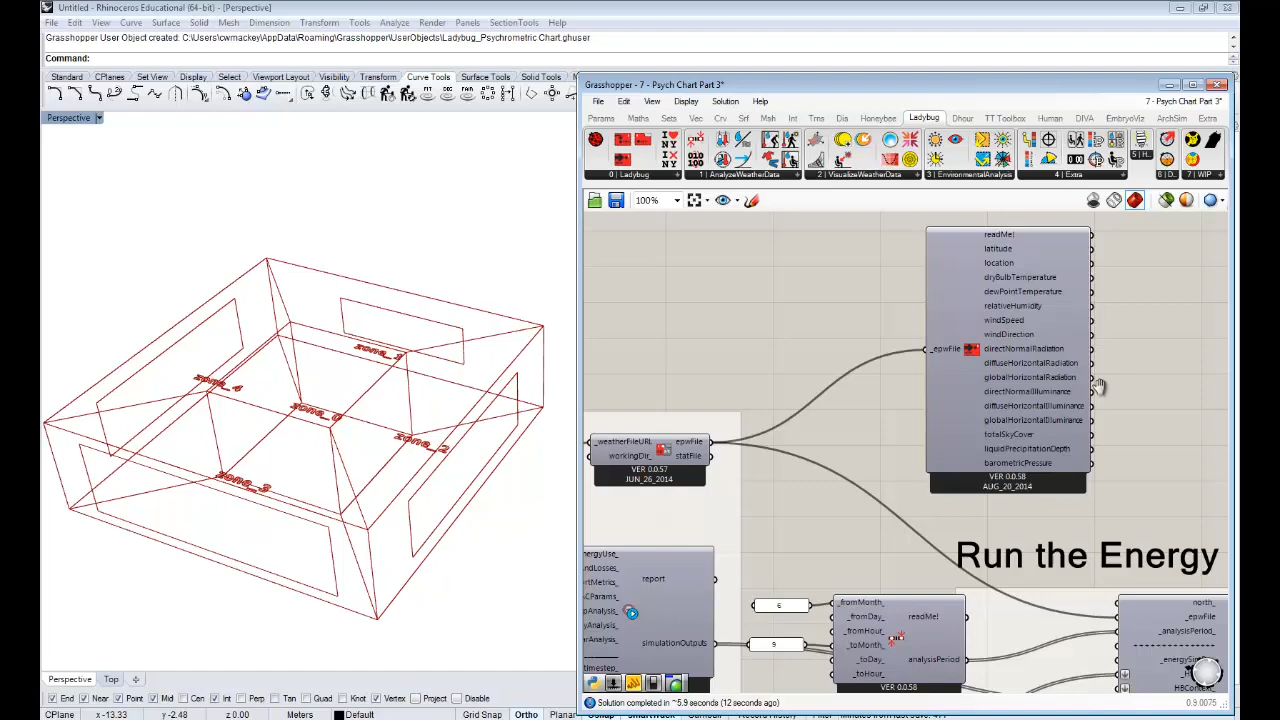 Untitled - Rhinoceros Educational (64-bit) - [Perspective]
File Edit View Curve Surface Solid Mesh Dimension Transform Tools Analyze Render Panels SectionTools Help
Grasshopper User Object created: C:\Users\cwmackey\AppData\Roaming\Grasshopper\UserObjects\Ladybug_Psychrometric Chart.ghuser
Command:
Standard CPlanes Set View Display Select Viewport Layout Visibility Transform Curve Tools Surface Tools Solid Tools
Perspective
zone_1
zone_4
zone_0
zone_2
zone_3
Perspective Top
End Near Point Mid Cen Int Perp Tan Quad Knot Vertex Project Disable
CPlane x -13.33 y -2.48 z 0.00 Meters Default Grid Snap Ortho
Grasshopper - 7 - Psych Chart Part 3*
File Edit View Display Solution Help 7 - Psych Chart Part 3*
Params Maths Sets Vec Crv Srf Msh Int Trns Dis Honeybee Ladybug Dhour TT Toolbox Human DIVA EmbryoViz ArchSim Extra
0 | Ladybug 1 | AnalyzeWeatherData 2 | VisualizeWeatherData 3 | EnvironmentalAnalysis 4 | Extra 5 | H... 6 | D... 7 | WIP
100%
readMe!
latitude
location
dryBulbTemperature
dewPointTemperature
relativeHumidity
windSpeed
windDirection
_epwFile directNormalRadiation
diffuseHorizontalRadiation
globalHorizontalRadiation
directNormalIlluminance
diffuseHorizontalIlluminance
globalHorizontalIlluminance
totalSkyCover
liquidPrecipitationDepth
barometricPressure
VER 0.0.58
AUG_20_2014
_weatherFileURL epwFile
workingDir_ statFile
VER 0.0.57
JUN_26_2014
Run the Energy
report
simulationOutputs
timestep_
6
9
_fromMonth_ readMe!
_fromDay_
_fromHour_
_toMonth_
_toDay_ analysisPeriod
_toHour_
VER 0.0.58
north_
_epwFile
_analysisPeriod_
Solution completed in ~5.9 seconds (12 seconds ago) 0.9.0075